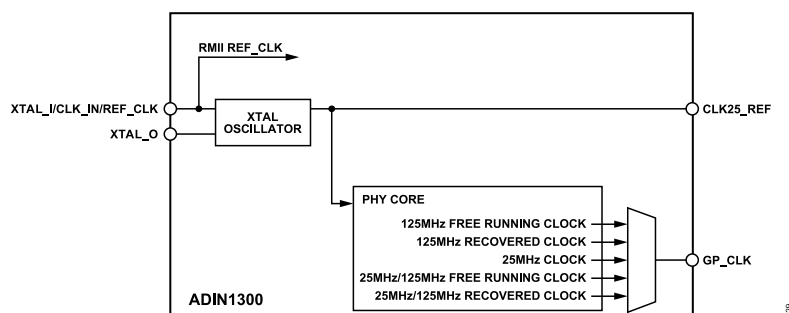 RMII REF_CLK
XTAL_I/CLK_IN/REF_CLK
XTAL_O
XTAL
OSCILLATOR
CLK25_REF
PHY CORE
125MHz FREE RUNNING CLOCK
125MHz RECOVERED CLOCK
25MHz CLOCK
25MHz/125MHz FREE RUNNING CLOCK
25MHz/125MHz RECOVERED CLOCK
GP_CLK
ADIN1300